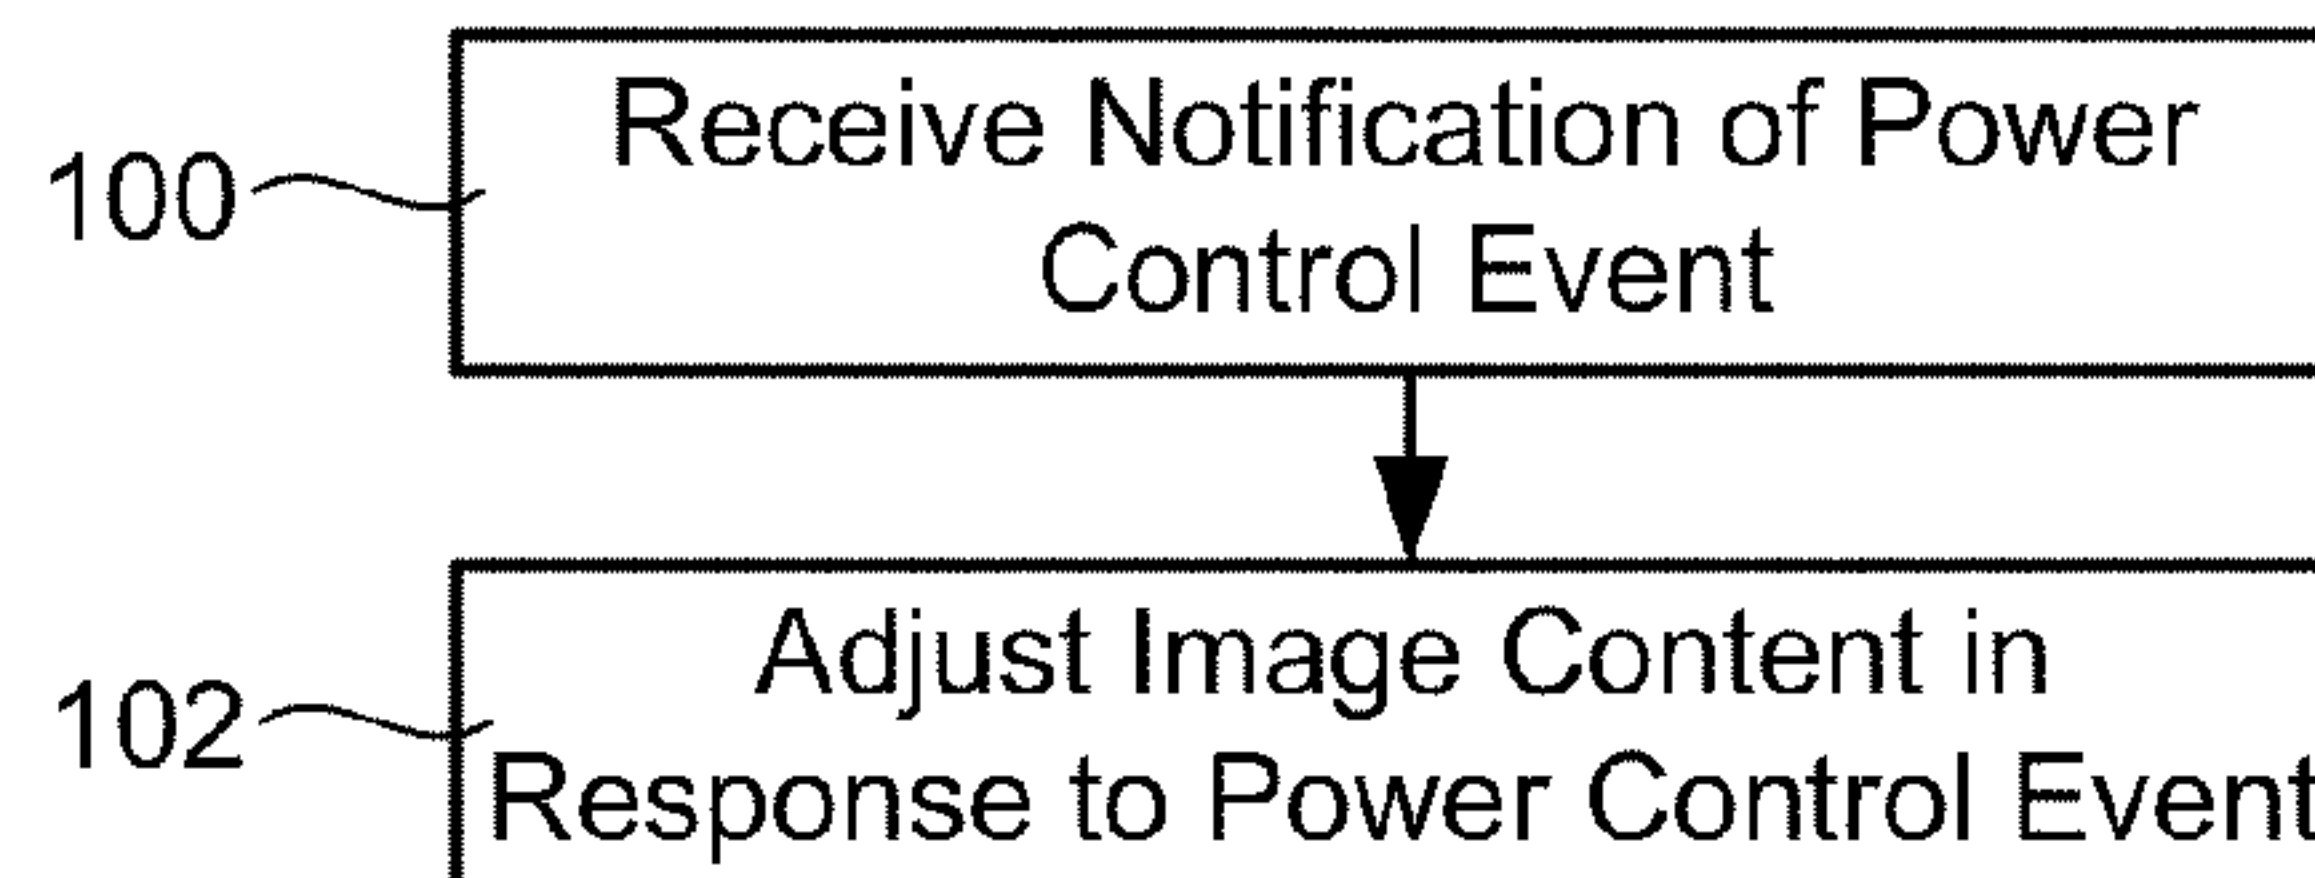 Receive Notification of Power
100
Control Event
Adjust Image Content in
102
Response to Power Control Event